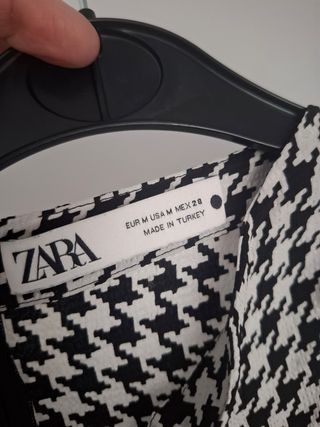 ZARA
EUR M USA M MEX 28
MADE IN TURKEY